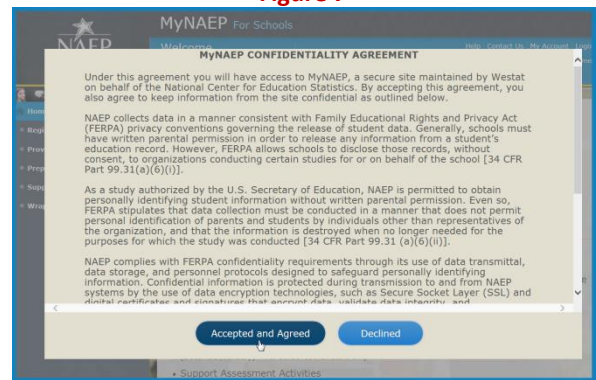 MyNAEP For Schools
NAEP
Welcome
Help Contact Us My Account Login
MyNAEP CONFIDENTIALITY AGREEMENT
Under this agreement you will have access to MyNAEP, a secure site maintained by Westat
on behalf of the National Center for Education Statistics. By accepting this agreement, you
also agree to keep information from the site confidential as outlined below.
NAEP collects data in a manner consistent with Family Educational Rights and Privacy Act
(FERPA) privacy conventions governing the release of student data. Generally, schools must
have written parental permission in order to release any information from a student's
education record. However, FERPA allows schools to disclose those records, without
consent, to organizations conducting certain studies for or on behalf of the school [34 CFR
Part 99.31(a)(6)(i)].
As a study authorized by the U.S. Secretary of Education, NAEP is permitted to obtain
personally identifying student information without written parental permission. Even so,
FERPA stipulates that data collection must be conducted in a manner that does not permit
personal identification of parents and students by individuals other than representatives of
the organization, and that the information is destroyed when no longer needed for the
purposes for which the study was conducted [34 CFR Part 99.31 (a)(6)(ii)].
NAEP complies with FERPA confidentiality requirements through its use of data transmittal,
data storage, and personnel protocols designed to safeguard personally identifying
information. Confidential information is protected during transmission to and from NAEP
systems by the use of data encryption technologies, such as Secure Socket Layer (SSL) and
digital certificates and signatures that encrypt data, validate data integrity, and
Accepted and Agreed
Declined
Support Assessment Activities